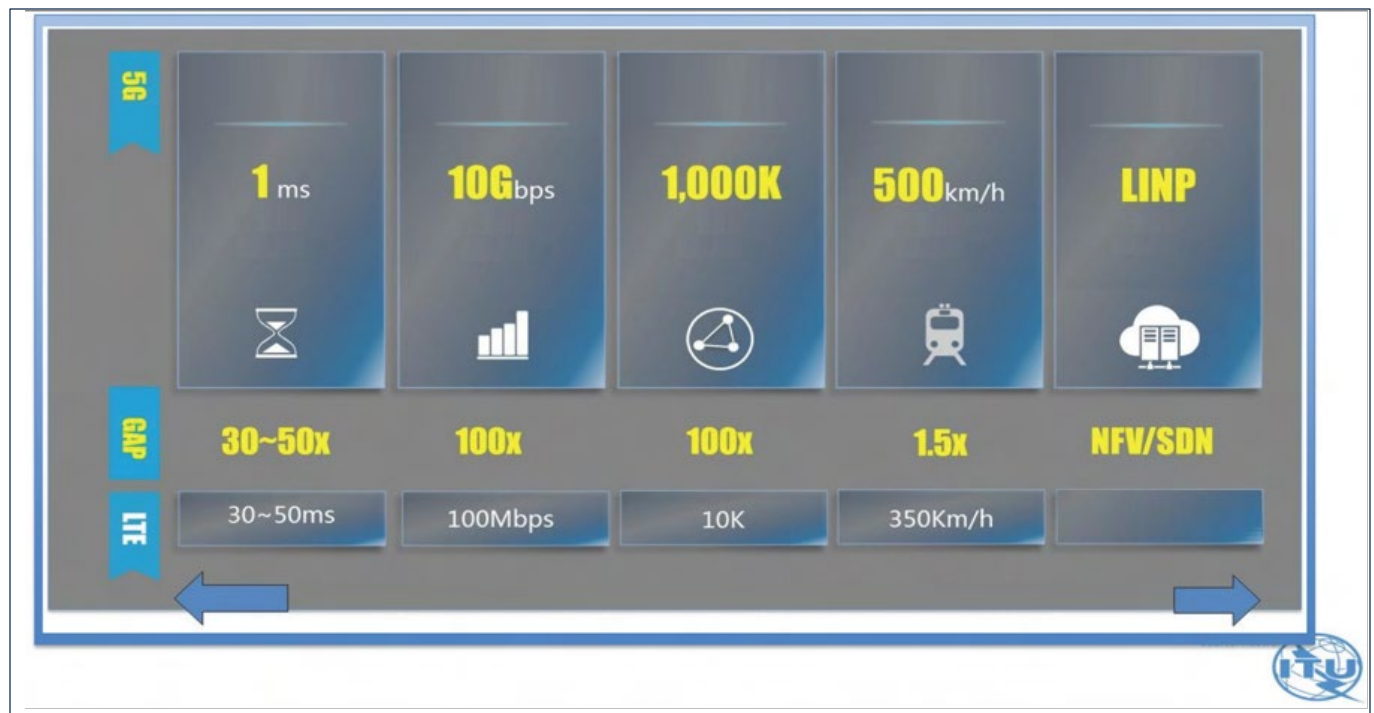 5G
1 ms
10Gbps
1,000K
500km/h
LINP
GAP
30~50x
100x
100x
1.5x
NFV/SDN
LTE
30~50ms
100Mbps
10K
350Km/h
ITU